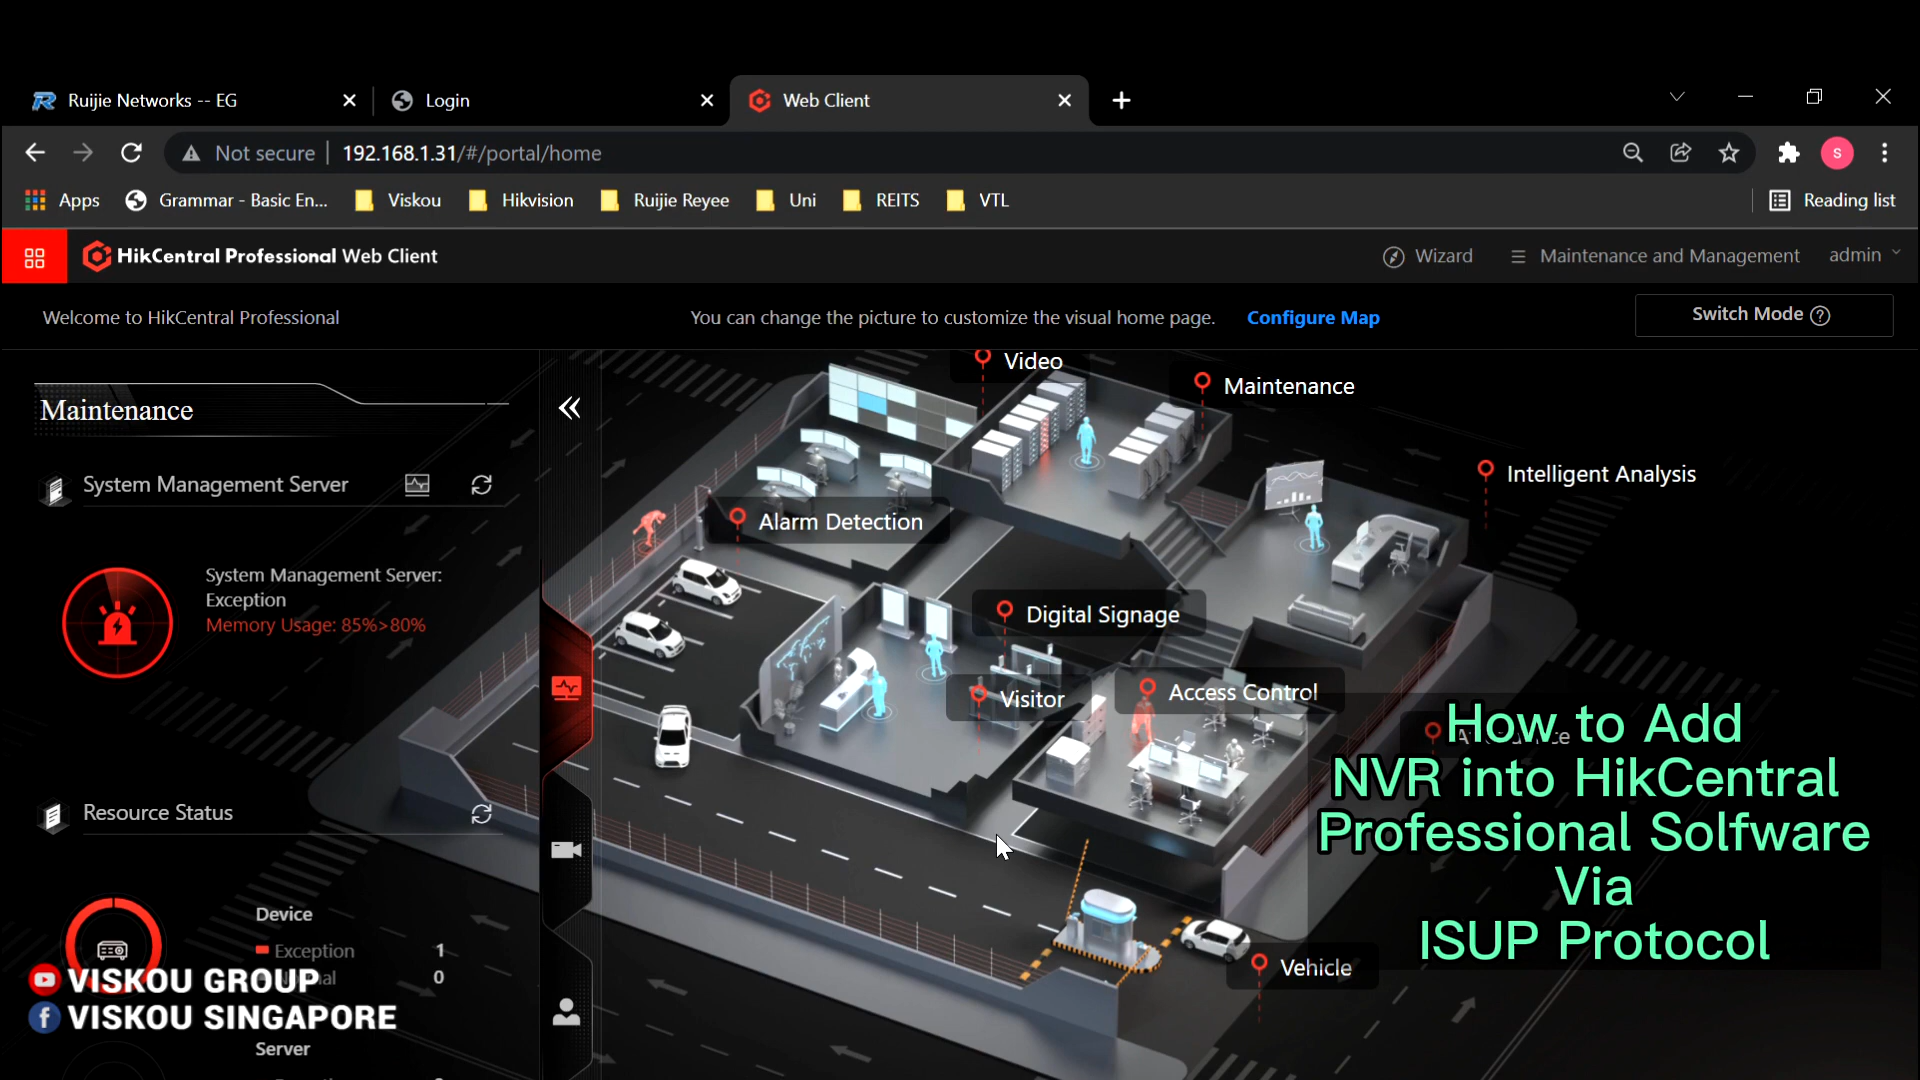 Ruijie Networks -- EG
Login
Web Client
Not secure
192.168.1.31/#/portal/home
Apps
Grammar - Basic En...
Viskou
Hikvision
Ruijie Reyee
Uni
REITS
VTL
Reading list
HikCentral Professional Web Client
Wizard
Maintenance and Management
admin
Welcome to HikCentral Professional
You can change the picture to customize the visual home page.
Configure Map
Switch Mode
Maintenance
System Management Server
System Management Server:
Exception
Memory Usage: 85%>80%
Resource Status
Device
Exception 1
0
VISKOU GROUP
VISKOU SINGAPORE
Server
Video
Maintenance
Intelligent Analysis
Alarm Detection
Digital Signage
Visitor
Access Control
Vehicle
How to Add
NVR into HikCentral
Professional Solfware
Via
ISUP Protocol